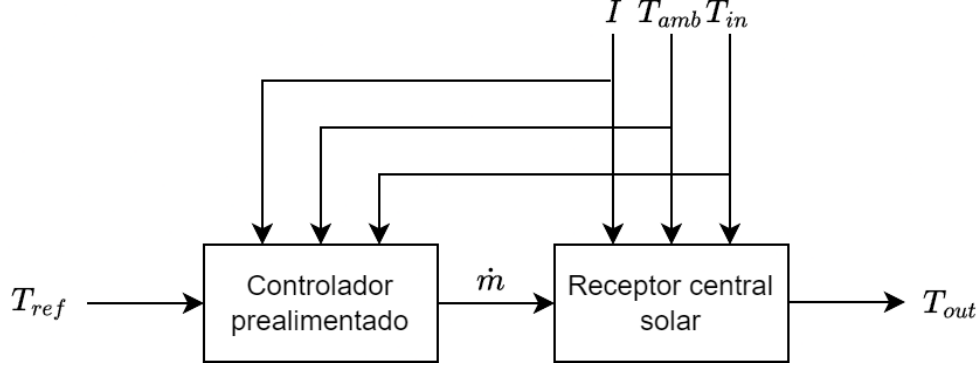 I T_amb T_in
Controlador
prealimentado
Receptor central
solar
T_ref
ṁ
T_out